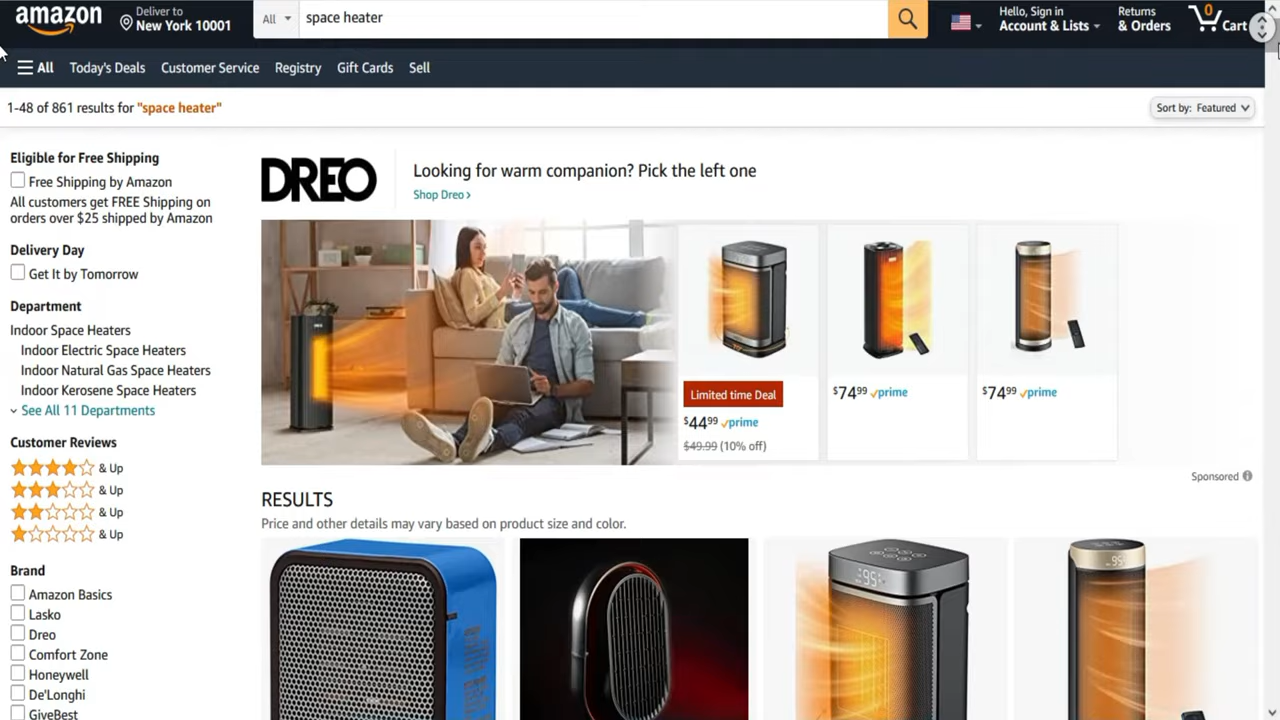 amazon
Deliver to
New York 10001
All
space heater
Hello, Sign in
Account & Lists
Returns
& Orders
0
Cart
All
Today's Deals
Customer Service
Registry
Gift Cards
Sell
1-48 of 861 results for "space heater"
Sort by: Featured
Eligible for Free Shipping
Free Shipping by Amazon
All customers get FREE Shipping on
orders over $25 shipped by Amazon
Delivery Day
Get It by Tomorrow
Department
Indoor Space Heaters
Indoor Electric Space Heaters
Indoor Natural Gas Space Heaters
Indoor Kerosene Space Heaters
See All 11 Departments
Customer Reviews
& Up
& Up
& Up
& Up
Brand
Amazon Basics
Lasko
Dreo
Comfort Zone
Honeywell
De'Longhi
GiveBest
DREO
Looking for warm companion? Pick the left one
Shop Dreo ›
Limited time Deal
$4499 prime
$49.99 (10% off)
$7499 prime
$7499 prime
Sponsored
RESULTS
Price and other details may vary based on product size and color.
95
95